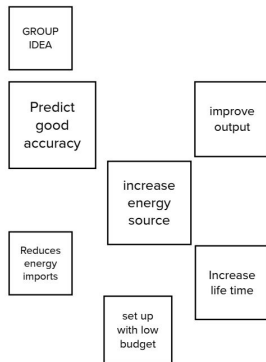 GROUP
IDEA
Predict
good
accuracy
improve
output
increase
energy
source
Reduces
energy
imports
Increase
life time
set up
with low
budget